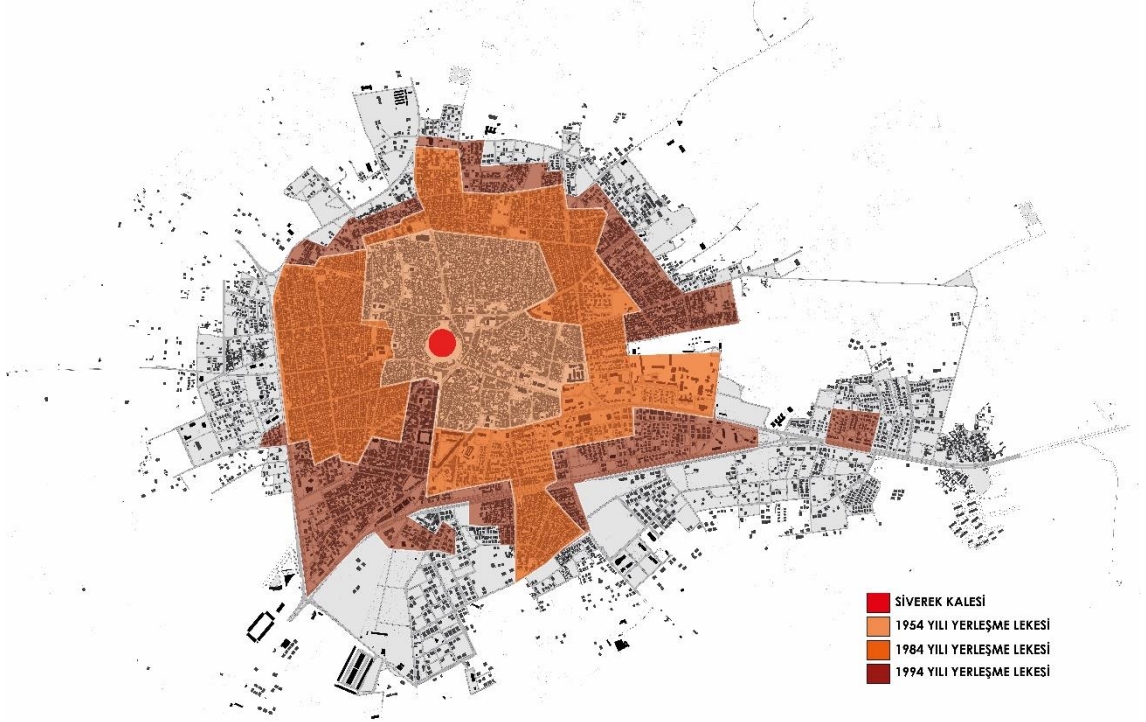 SİVEREK KALESİ
1954 YILI YERLEŞME LEKESİ
1984 YILI YERLEŞME LEKESİ
1994 YILI YERLEŞME LEKESİ